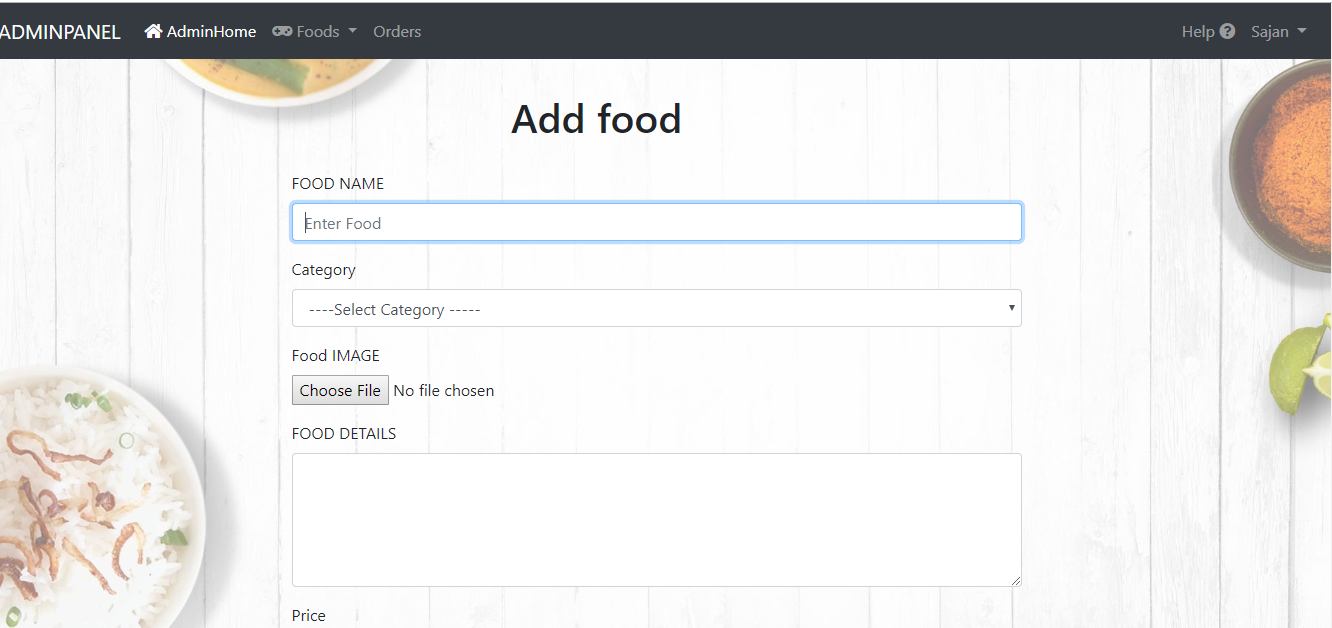 ADMINPANEL AdminHome Foods Orders Help Sajan
Add food
FOOD NAME
Enter Food
Category
----Select Category -----
Food IMAGE
Choose File No file chosen
FOOD DETAILS
Price